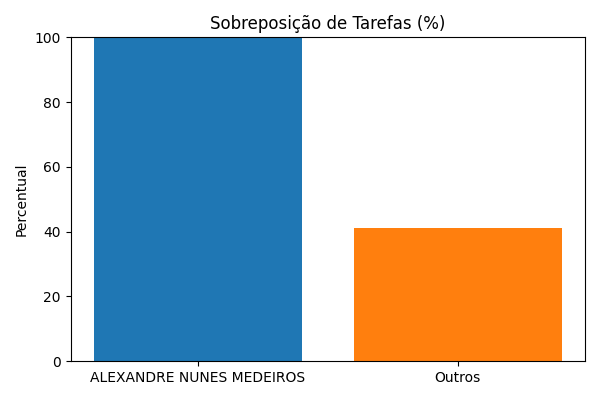 Sobreposição de Tarefas (%)
Percentual
100
80
60
40
20
0
ALEXANDRE NUNES MEDEIROS
Outros